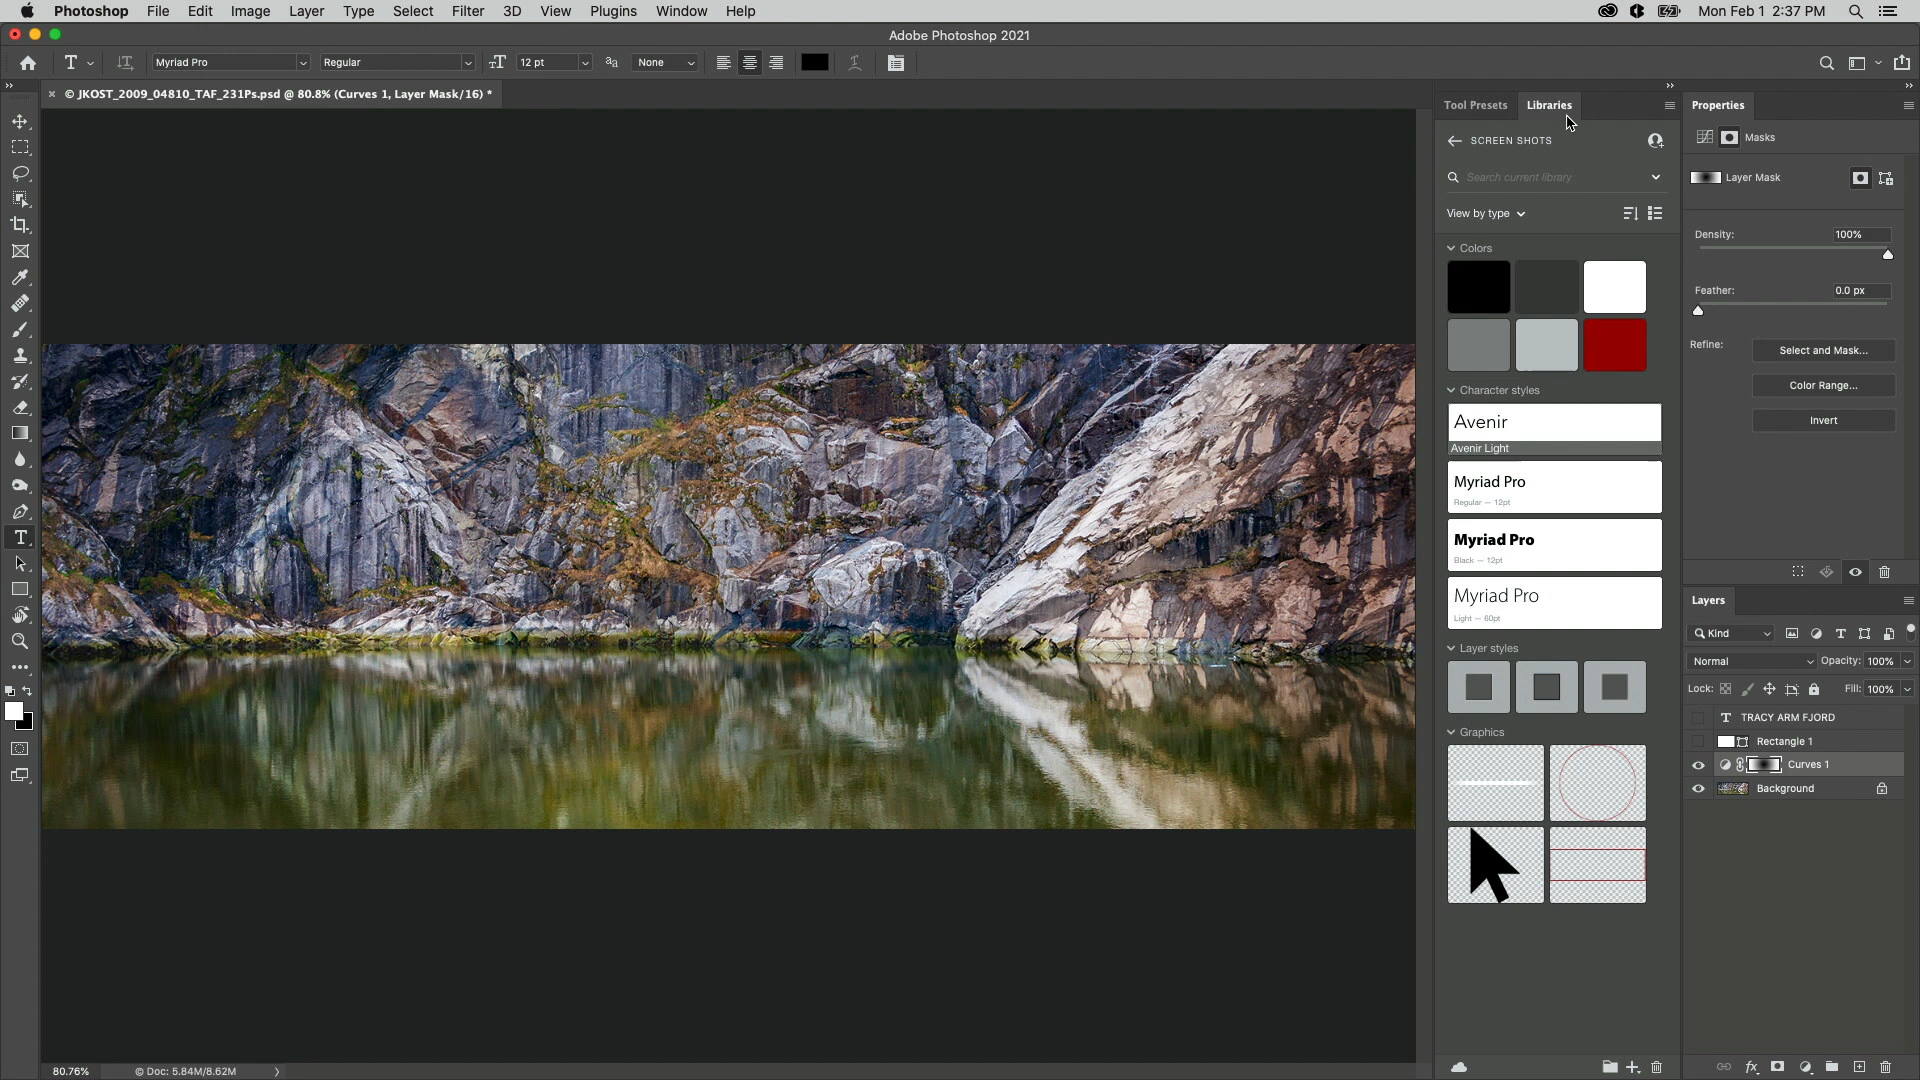 Photoshop File Edit Image Layer Type Select Filter 3D View Plugins Window Help Mon Feb 1 2:37 PM
Adobe Photoshop 2021
T Myriad Pro Regular 12 pt aa None
© JKOST_2009_04810_TAF_231Ps.psd @ 80.8% (Curves 1, Layer Mask/16) *
Tool Presets Libraries
SCREEN SHOTS
Search current library
View by type
Colors
Character styles
Avenir
Avenir Light
Myriad Pro
Regular — 12pt
Myriad Pro
Black — 12pt
Myriad Pro
Light — 60pt
Layer styles
Graphics
Properties
Masks
Layer Mask
Density: 100%
Feather: 0.0 px
Refine: Select and Mask...
Color Range...
Invert
Layers
Kind
Normal Opacity: 100%
Lock: Fill: 100%
T TRACY ARM FJORD
Rectangle 1
Curves 1
Background
fx
80.76% © Doc: 5.84M/8.62M